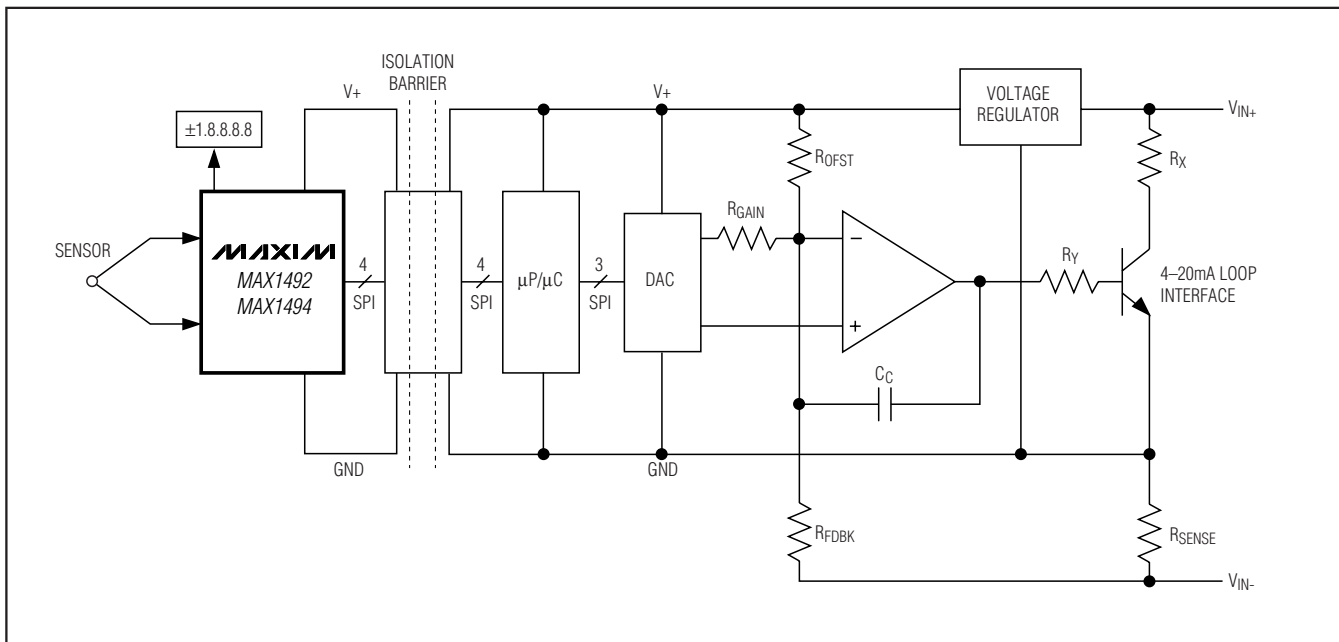 ISOLATION
BARRIER
V+
V+
VOLTAGE
REGULATOR
VIN+
±1.8.8.8.8
ROFST
RX
RGAIN
SENSOR
MAXIM
MAX1492
MAX1494
4
SPI
4
SPI
µP/µC
3
SPI
DAC
−
+
RY
4–20mA LOOP
INTERFACE
CC
GND
GND
RFDBK
RSENSE
VIN-